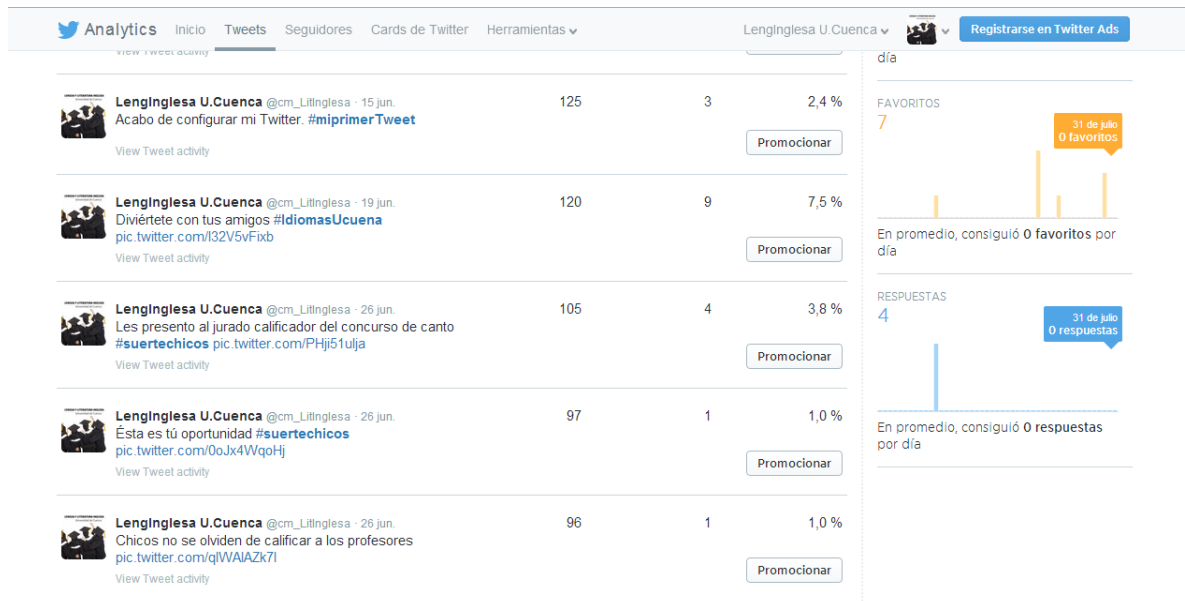 Analytics Inicio Tweets Seguidores Cards de Twitter Herramientas LengInglesa U.Cuenca Registrarse en Twitter Ads
View Tweet activity
LengInglesa U.Cuenca @cm_LitInglesa · 15 jun. 125 3 2,4 %
Acabo de configurar mi Twitter. #miprimerTweet
View Tweet activity
Promocionar
LengInglesa U.Cuenca @cm_LitInglesa · 19 jun. 120 9 7,5 %
Diviértete con tus amigos #IdiomasUcuena
pic.twitter.com/l32V5vFixb
View Tweet activity
Promocionar
LengInglesa U.Cuenca @cm_LitInglesa · 26 jun. 105 4 3,8 %
Les presento al jurado calificador del concurso de canto
#suertechicos pic.twitter.com/PHji51ulja
View Tweet activity
Promocionar
LengInglesa U.Cuenca @cm_LitInglesa · 26 jun. 97 1 1,0 %
Ésta es tú oportunidad #suertechicos
pic.twitter.com/0oJx4WqoHj
View Tweet activity
Promocionar
LengInglesa U.Cuenca @cm_LitInglesa · 26 jun. 96 1 1,0 %
Chicos no se olviden de calificar a los profesores
pic.twitter.com/qlWAlAZk7l
View Tweet activity
Promocionar
día
FAVORITOS
7
31 de julio
0 favoritos
En promedio, consiguió 0 favoritos por
día
RESPUESTAS
4
31 de julio
0 respuestas
En promedio, consiguió 0 respuestas
por día